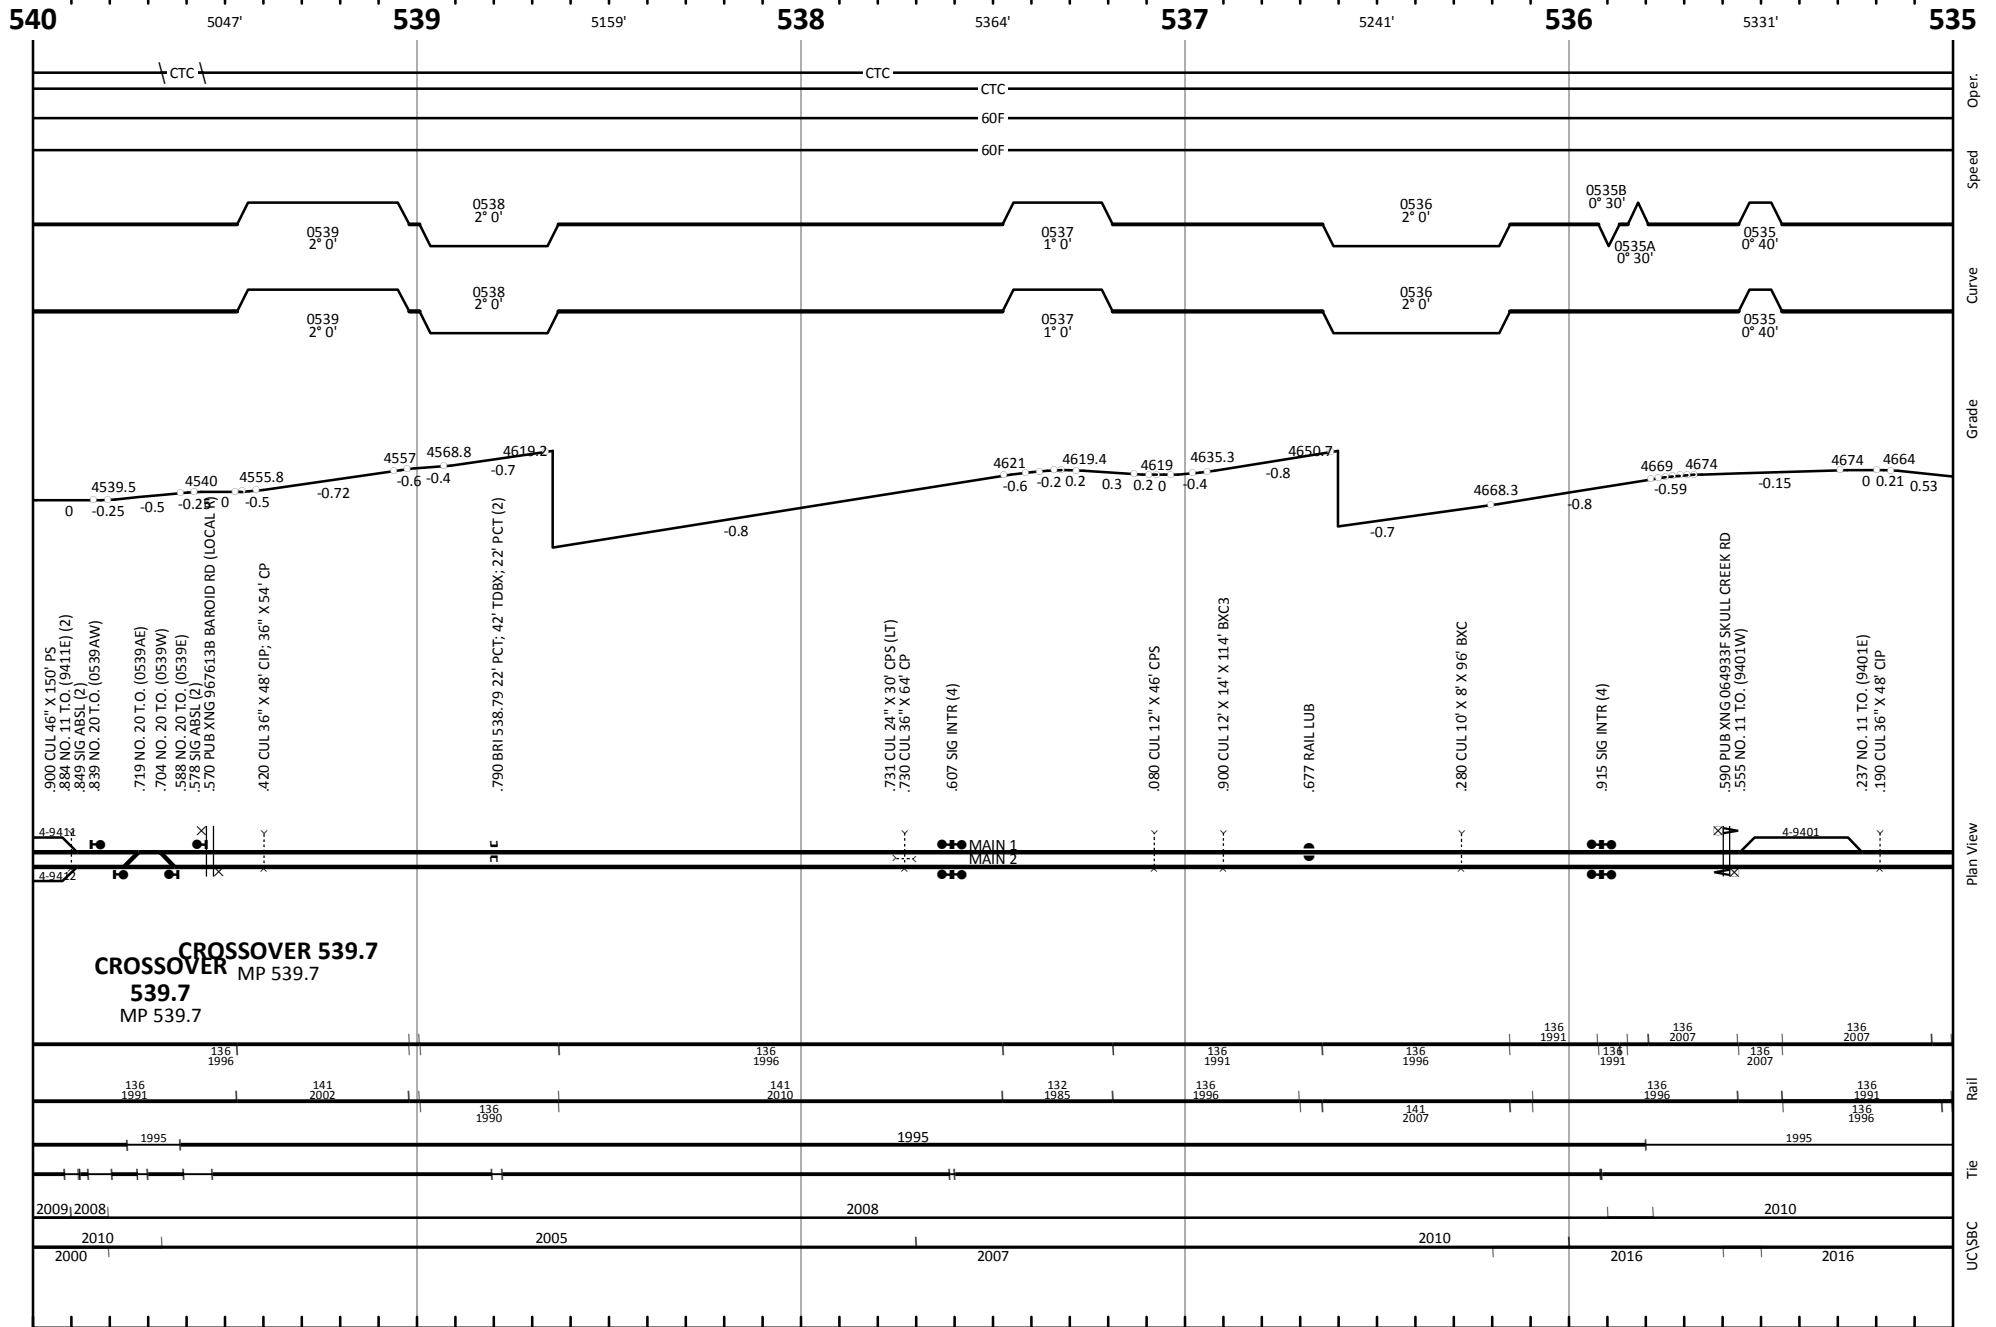 540 5047' 539 5159' 538 5364' 537 5241' 536 5331' 535
CTC CTC
CTC
60F
60F
Oper.
Speed
0539
2° 0'
0538
2° 0'
0537
1° 0'
0536
2° 0'
0535B
0° 30'
0535A
0° 30'
0535
0° 40'
0539
2° 0'
0538
2° 0'
0537
1° 0'
0536
2° 0'
0535
0° 40'
Curve
Grade
4539.5 4540 4555.8 4557 4568.8 4619.2 4621 4619.4 4619 4635.3 4650.7 4668.3 4669 4674 4674 4664
0 -0.25 -0.5 -0.25 0 -0.5 -0.72 -0.6 -0.4 -0.7 -0.8 -0.6 -0.2 0.2 0.3 0.2 0 -0.4 -0.8 -0.7 -0.8 -0.59 -0.15 0 0.21 0.53
.900 CUL 46" X 150' PS
.884 NO. 11 T.O. (9411E) (2)
.849 SIG ABSL (2)
.839 NO. 20 T.O. (0539AW)
.719 NO. 20 T.O. (0539AE)
.704 NO. 20 T.O. (0539W)
.588 NO. 20 T.O. (0539E)
.578 SIG ABSL (2)
.570 PUB XNG 967613B BAROID RD (LOCAL
.420 CUL 36" X 48' CIP; 36" X 54' CP
.790 BRI 538.79 22' PCT; 42' TDBX; 22' PCT (2)
.731 CUL 24" X 30' CPS (LT)
.730 CUL 36" X 64' CP
.607 SIG INTR (4)
.080 CUL 12" X 46' CPS
.900 CUL 12' X 14' X 114' BXC3
.677 RAIL LUB
.280 CUL 10' X 8' X 96' BXC
.915 SIG INTR (4)
.590 PUB XNG 064933F SKULL CREEK RD
.555 NO. 11 T.O. (9401W)
.237 NO. 11 T.O. (9401E)
.190 CUL 36" X 48' CIP
4-9411
4-9412
MAIN 1
MAIN 2
4-9401
Plan View
CROSSOVER 539.7
MP 539.7
CROSSOVER
539.7
MP 539.7
136
1996
136
1996
136
1991
136
1996
136
1991
136
1991
136
2007
136
2007
136
2007
136
1991
141
2002
136
1990
141
2010
132
1985
136
1996
141
2007
136
1996
136
1991
136
1996
Rail
1995 1995 1995
Tie
2009 2008 2008 2010
2010 2005 2010
2000 2007 2016 2016
UC\SBC